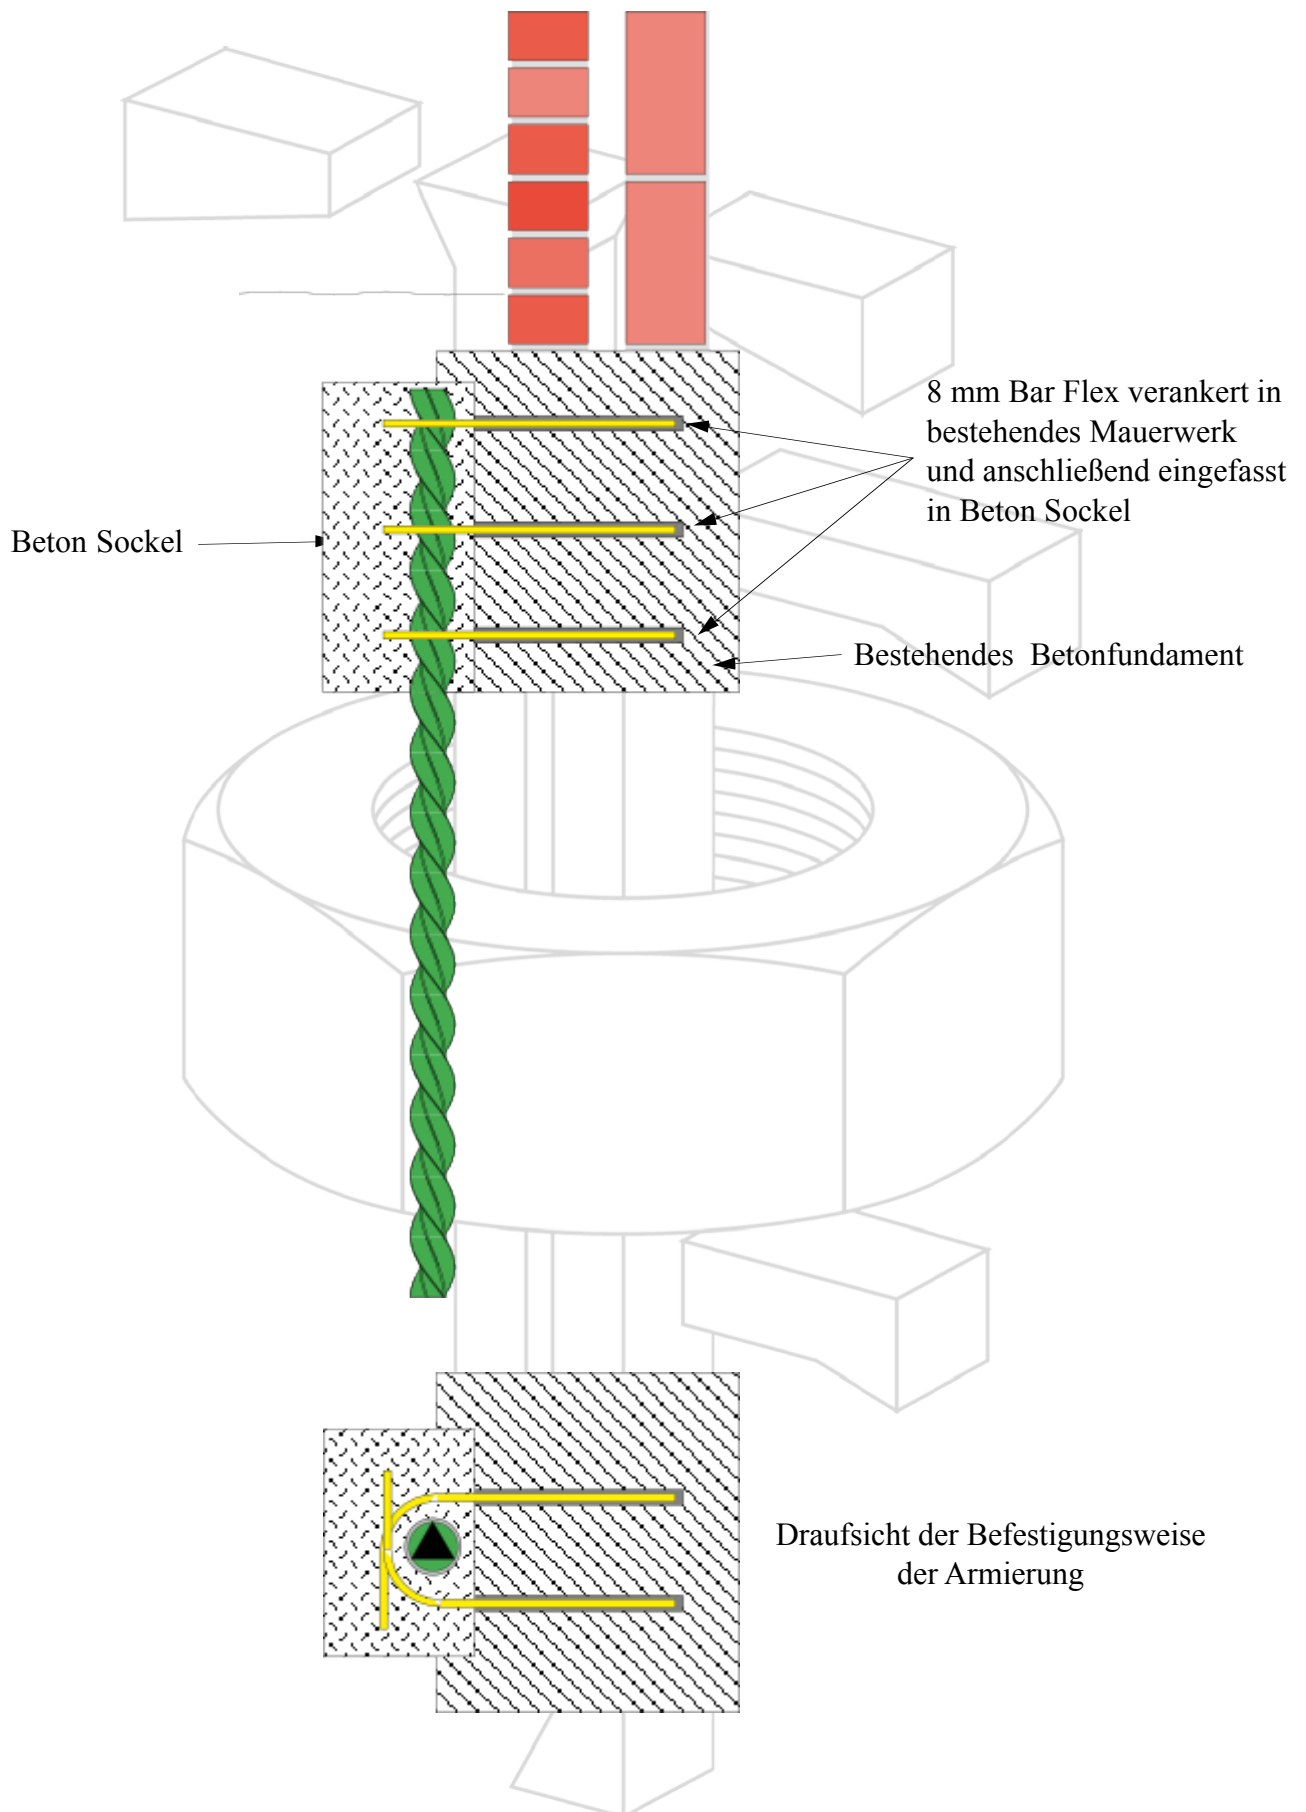 8 mm Bar Flex verankert in
bestehendes Mauerwerk
und anschließend eingefasst
in Beton Sockel
Beton Sockel
Bestehendes Betonfundament
Draufsicht der Befestigungsweise
der Armierung